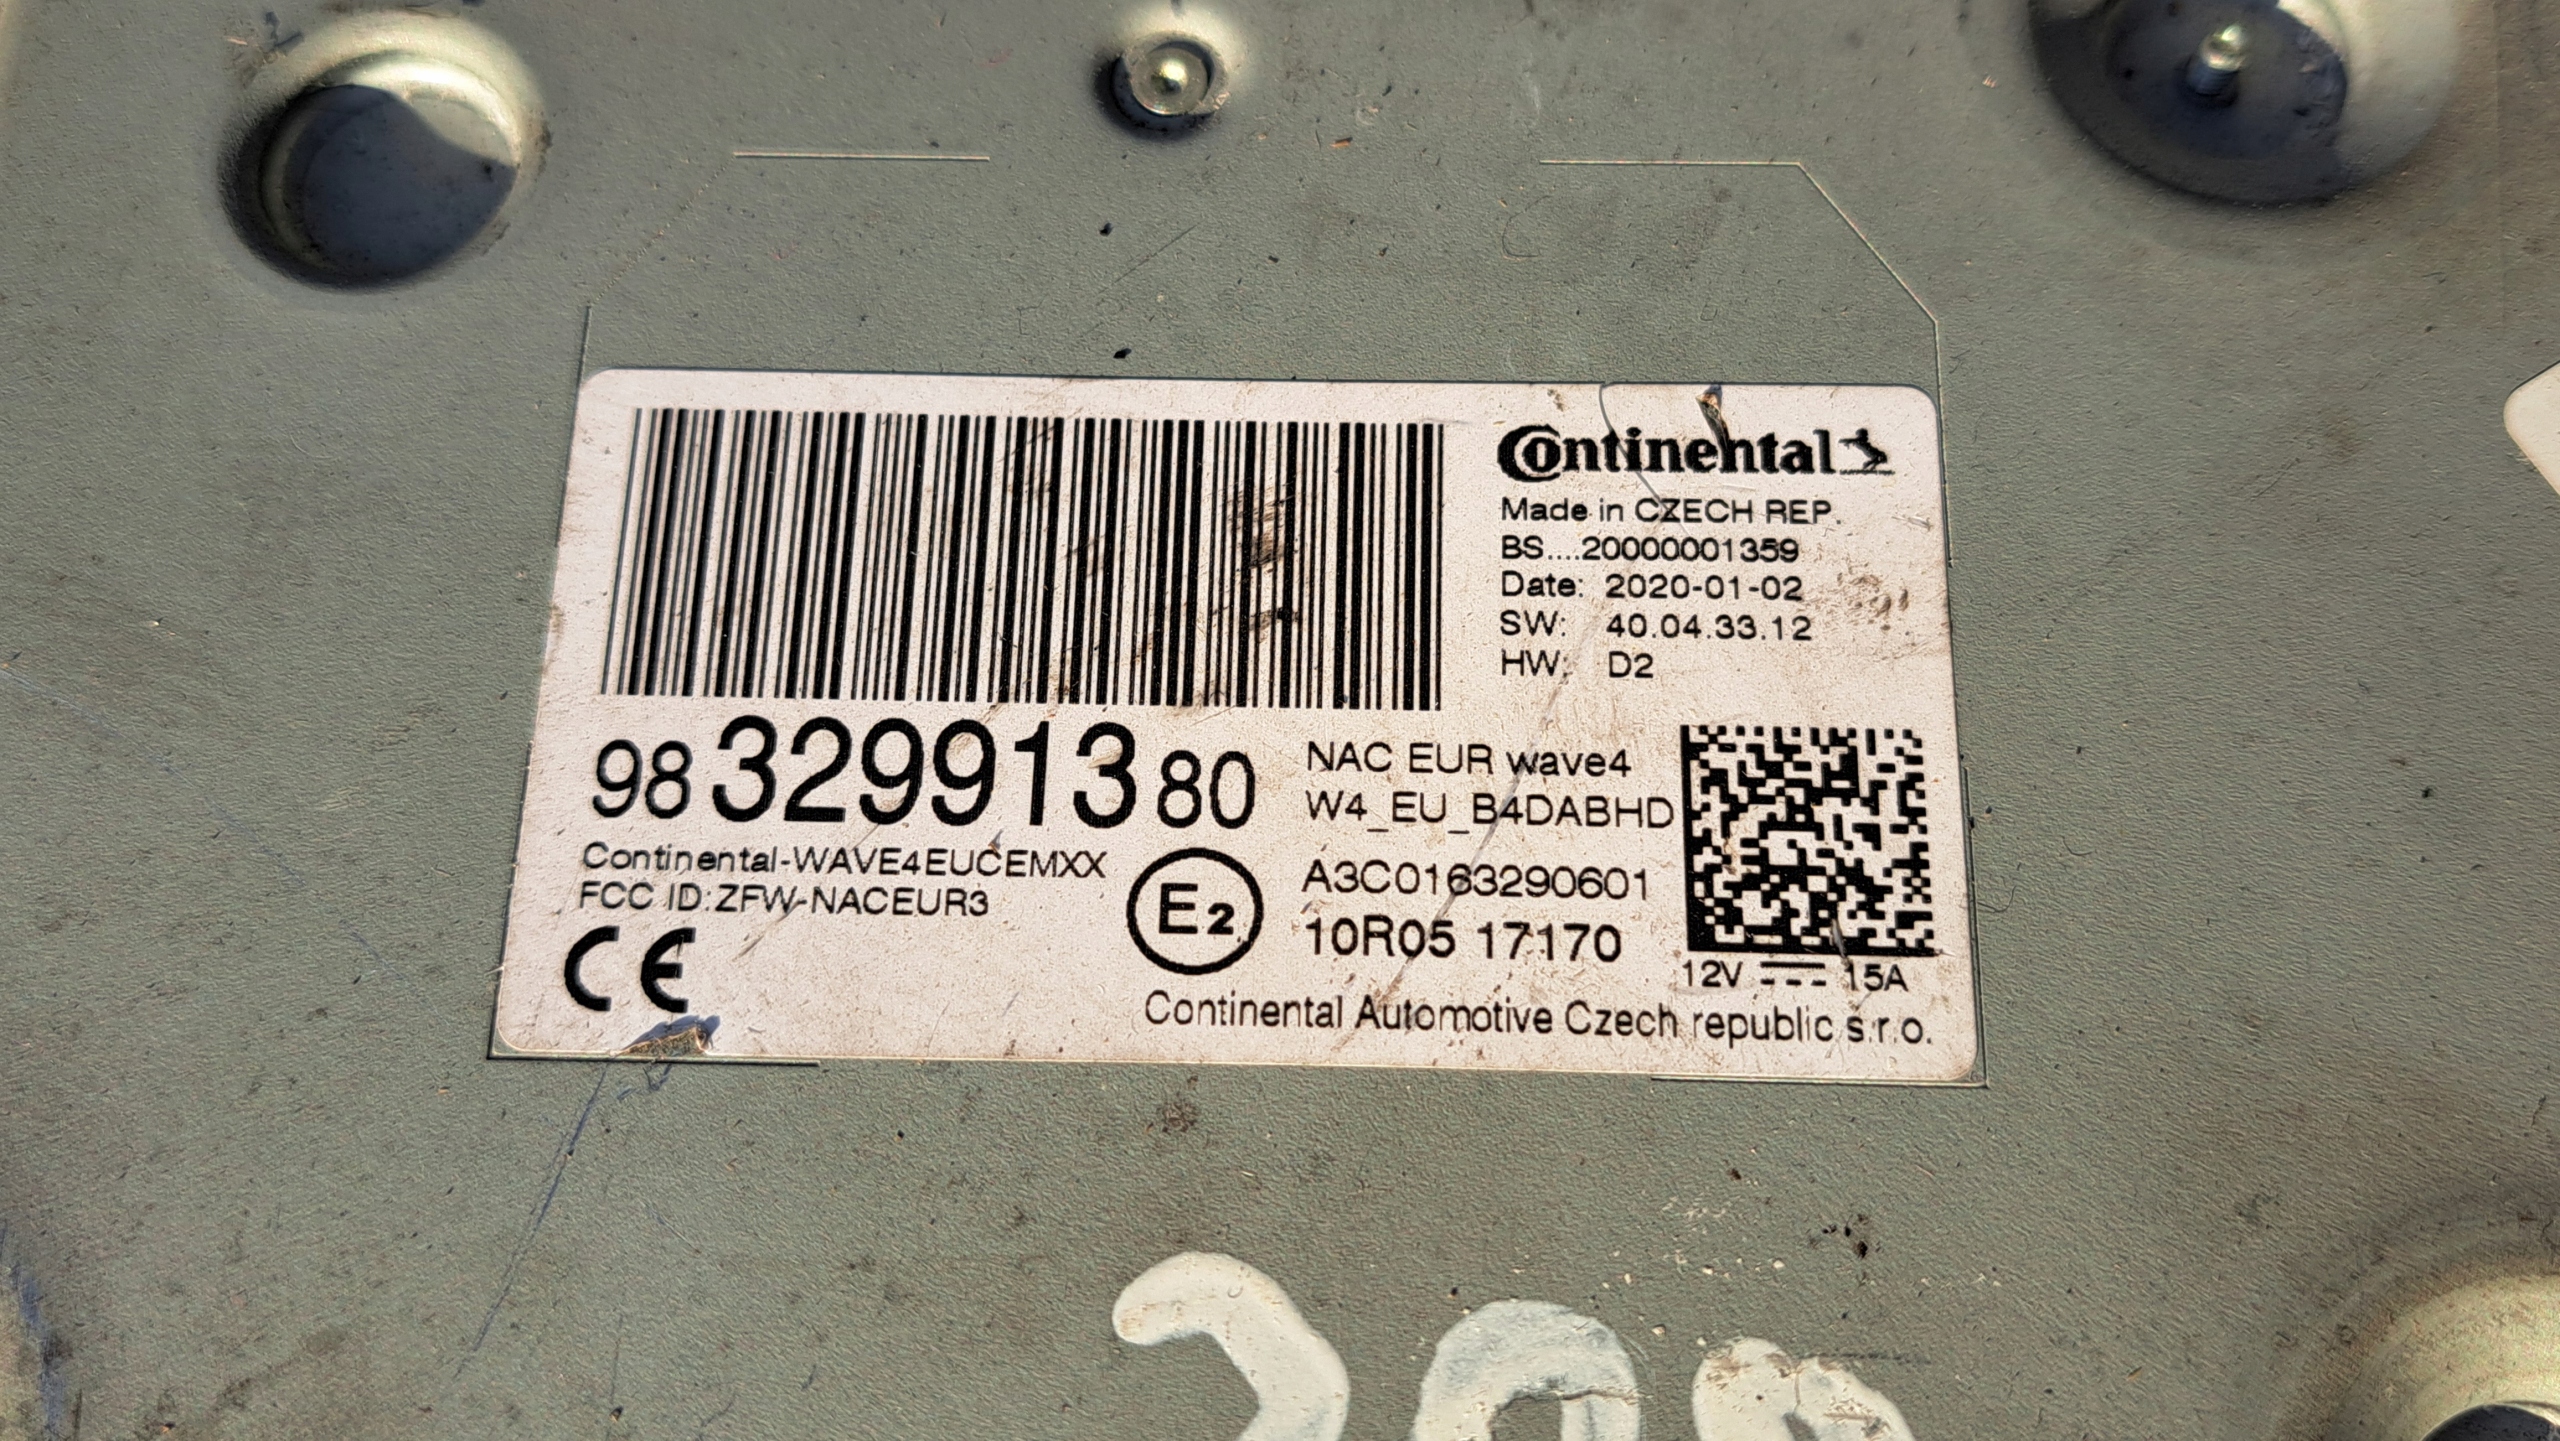 Continental
Made in CZECH REP.
BS....20000001359
Date: 2020-01-02
SW: 40.04.33.12
HW: D2
98 329913 80
NAC EUR wave4
W4_EU_B4DABHD
Continental-WAVE4EUCEMXX
FCC ID:ZFW-NACEUR3
CE
E2
A3C0163290601
10R05 17170
12V 15A
Continental Automotive Czech republic s.r.o.